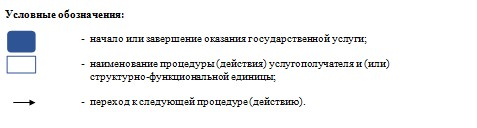 Условные обозначения:
- начало или завершение оказания государственной услуги;
- наименование процедуры (действия) услугополучателя и (или)
структурно-функциональной единицы;
- переход к следующей процедуре (действию).